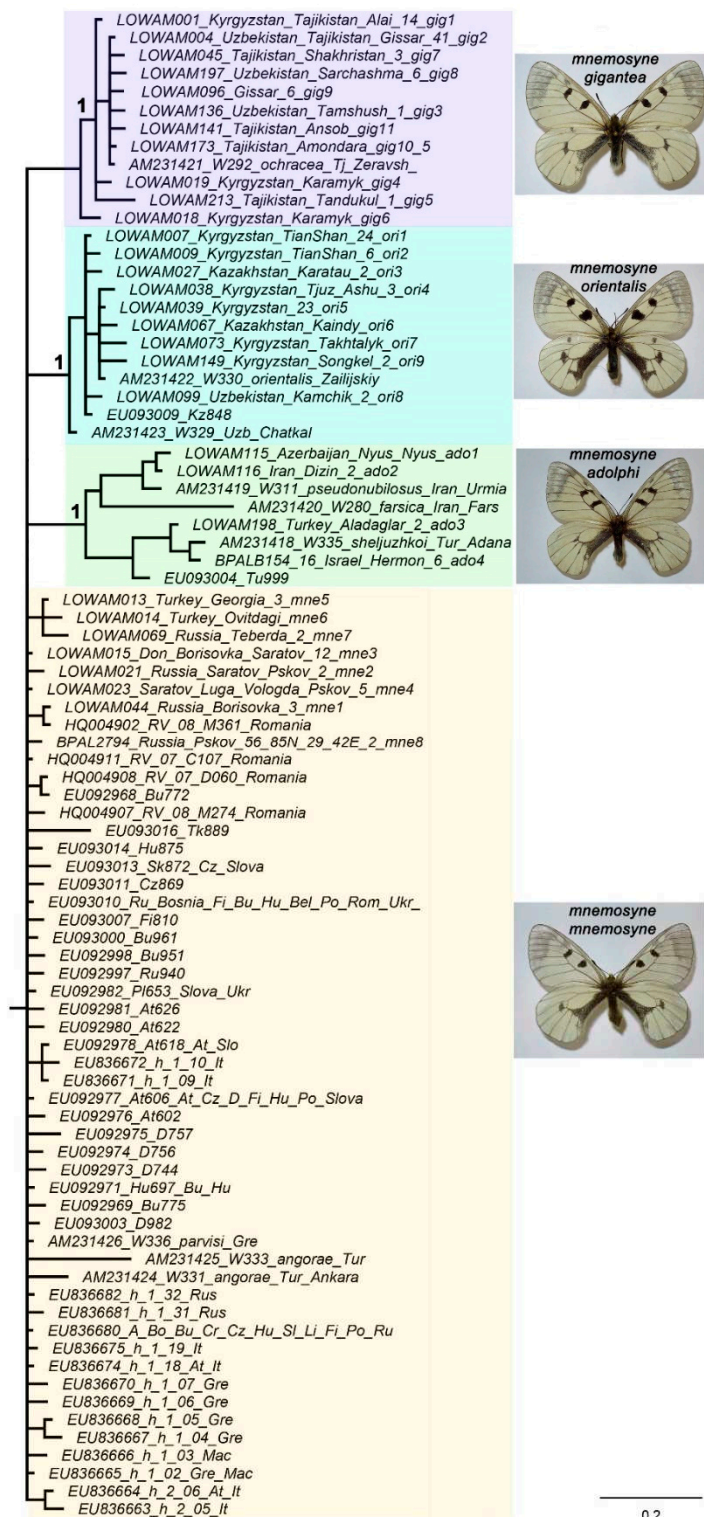 LOWAM001_Kyrgyzstan_Tajikistan_Alai_14_gig1
LOWAM004_Uzbekistan_Tajikistan_Gissar_41_gig2
LOWAM045_Tajikistan_Shakhristan_3_gig7
LOWAM197_Uzbekistan_Sarchashma_6_gig8
LOWAM096_Gissar_6_gig9
LOWAM136_Uzbekistan_Tamshush_1_gig3
LOWAM141_Tajikistan_Ansob_gig11
LOWAM173_Tajikistan_Amondara_gig10_5
AM231421_W292_ochracea_Tj_Zeravsh_
LOWAM019_Kyrgyzstan_Karamyk_gig4
LOWAM213_Tajikistan_Tandukul_1_gig5
LOWAM018_Kyrgyzstan_Karamyk_gig6
1
mnemosyne
gigantea
LOWAM007_Kyrgyzstan_TianShan_24_ori1
LOWAM009_Kyrgyzstan_TianShan_6_ori2
LOWAM027_Kazakhstan_Karatau_2_ori3
LOWAM038_Kyrgyzstan_Tjuz_Ashu_3_ori4
LOWAM039_Kyrgyzstan_23_ori5
LOWAM067_Kazakhstan_Kaindy_ori6
LOWAM073_Kyrgyzstan_Takhtalyk_ori7
LOWAM149_Kyrgyzstan_Songkel_2_ori9
AM231422_W330_orientalis_Zailijskiy
LOWAM099_Uzbekistan_Kamchik_2_ori8
EU093009_Kz848
AM231423_W329_Uzb_Chatkal
1
mnemosyne
orientalis
LOWAM115_Azerbaijan_Nyus_Nyus_ado1
LOWAM116_Iran_Dizin_2_ado2
AM231419_W311_pseudonubilosus_Iran_Urmia
AM231420_W280_farsica_Iran_Fars
LOWAM198_Turkey_Aladaglar_2_ado3
AM231418_W335_sheljuzhkoi_Tur_Adana
BPALB154_16_Israel_Hermon_6_ado4
EU093004_Tu999
1
mnemosyne
adolphi
LOWAM013_Turkey_Georgia_3_mne5
LOWAM014_Turkey_Ovitdagi_mne6
LOWAM069_Russia_Teberda_2_mne7
LOWAM015_Don_Borisovka_Saratov_12_mne3
LOWAM021_Russia_Saratov_Pskov_2_mne2
LOWAM023_Saratov_Luga_Vologda_Pskov_5_mne4
LOWAM044_Russia_Borisovka_3_mne1
HQ004902_RV_08_M361_Romania
BPAL2794_Russia_Pskov_56_85N_29_42E_2_mne8
HQ004911_RV_07_C107_Romania
HQ004908_RV_07_D060_Romania
EU092968_Bu772
HQ004907_RV_08_M274_Romania
EU093016_Tk889
EU093014_Hu875
EU093013_Sk872_Cz_Slova
EU093011_Cz869
EU093010_Ru_Bosnia_Fi_Bu_Hu_Bel_Po_Rom_Ukr_
EU093007_Fi810
EU093000_Bu961
EU092998_Bu951
EU092997_Ru940
EU092982_Pl653_Slova_Ukr
EU092981_At626
EU092980_At622
EU092978_At618_At_Slo
EU836672_h_1_10_It
EU836671_h_1_09_It
EU092977_At606_At_Cz_D_Fi_Hu_Po_Slova
EU092976_At602
EU092975_D757
EU092974_D756
EU092973_D744
EU092971_Hu697_Bu_Hu
EU092969_Bu775
EU093003_D982
AM231426_W336_parvisi_Gre
AM231425_W333_angorae_Tur
AM231424_W331_angorae_Tur_Ankara
EU836682_h_1_32_Rus
EU836681_h_1_31_Rus
EU836680_A_Bo_Bu_Cr_Cz_Hu_Sl_Li_Fi_Po_Ru
EU836675_h_1_19_It
EU836674_h_1_18_At_It
EU836670_h_1_07_Gre
EU836669_h_1_06_Gre
EU836668_h_1_05_Gre
EU836667_h_1_04_Gre
EU836666_h_1_03_Mac
EU836665_h_1_02_Gre_Mac
EU836664_h_2_06_At_It
EU836663_h_2_05_It
mnemosyne
mnemosyne
0.2